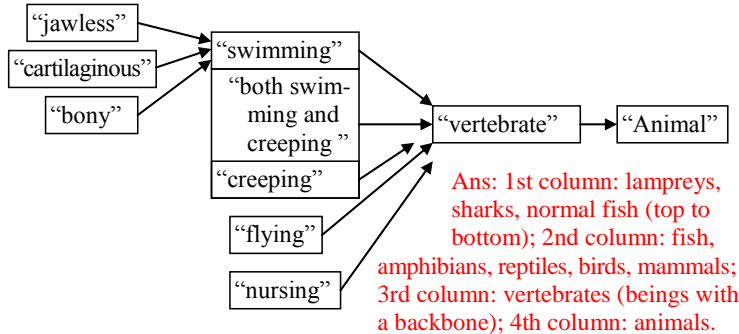 “jawless”
“cartilaginous”
“bony”
“swimming”
“both swim-
ming and
creeping ”
“creeping”
“flying”
“nursing”
“vertebrate”
“Animal”
Ans: 1st column: lampreys,
sharks, normal fish (top to
bottom); 2nd column: fish,
amphibians, reptiles, birds, mammals;
3rd column: vertebrates (beings with
a backbone); 4th column: animals.